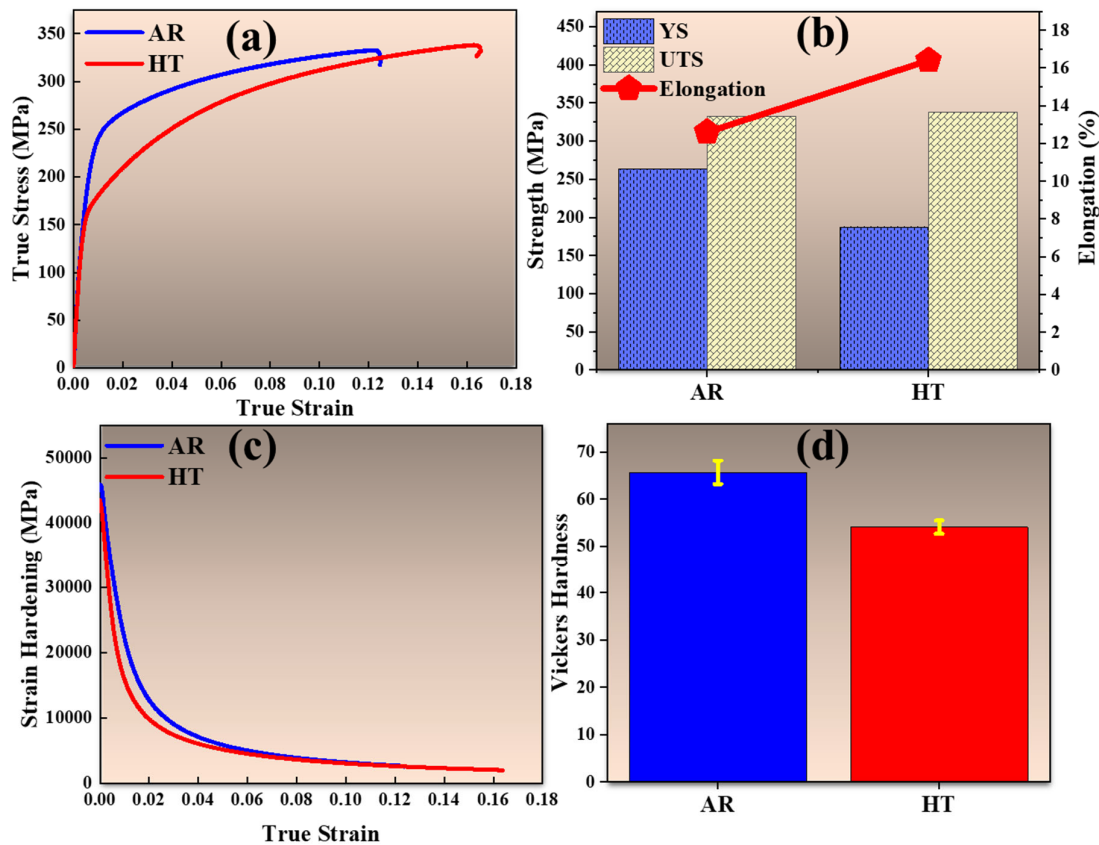 (a)
AR
HT
350
300
250
200
150
100
50
0
True Stress (MPa)
0.00 0.02 0.04 0.06 0.08 0.10 0.12 0.14 0.16 0.18
True Strain
(b)
YS
UTS
Elongation
450
400
350
300
250
200
150
100
50
0
Strength (MPa)
18
16
14
12
10
8
6
4
2
0
Elongation (%)
AR HT
(c)
AR
HT
50000
40000
30000
20000
10000
0
Strain Hardening (MPa)
0.00 0.02 0.04 0.06 0.08 0.10 0.12 0.14 0.16 0.18
True Strain
(d)
70
60
50
40
30
20
10
0
Vickers Hardness
AR HT